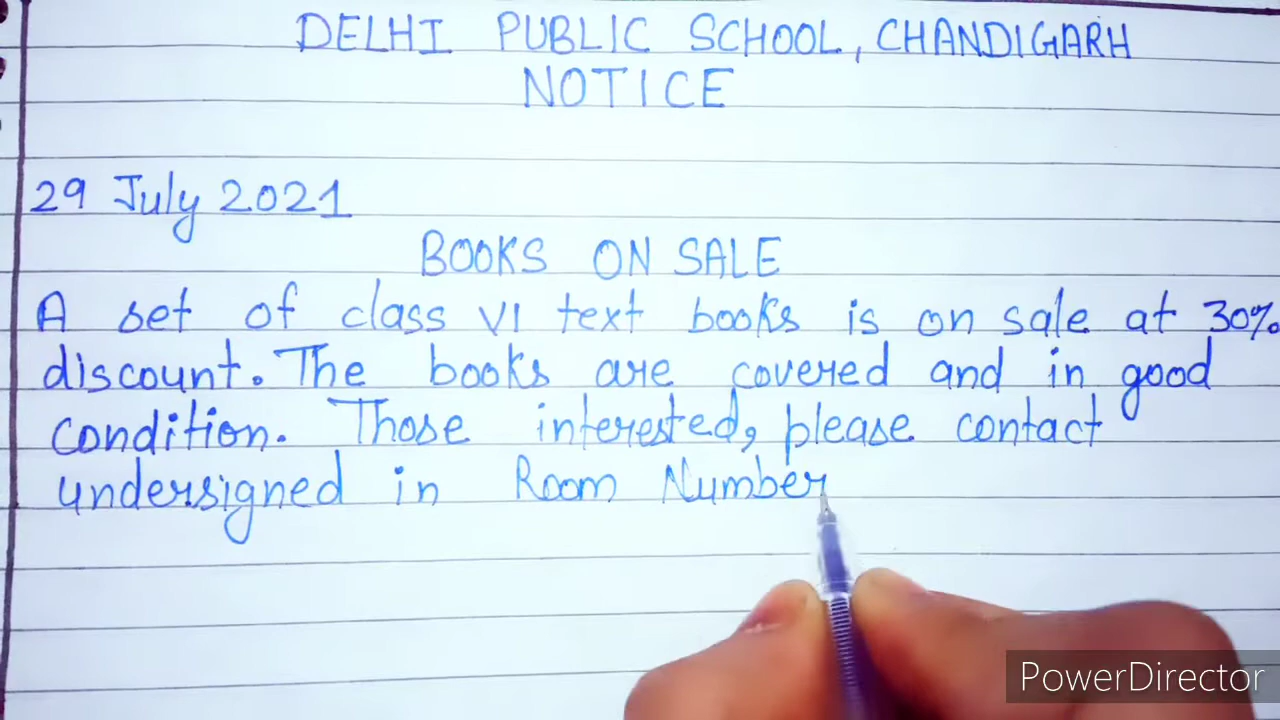 DELHI PUBLIC SCHOOL, CHANDIGARH
NOTICE
29 July 2021
BOOKS ON SALE
A set of class VI text books is on sale at 30%
discount. The books are covered and in good
condition. Those interested, please contact
undersigned in Room Number
PowerDirector